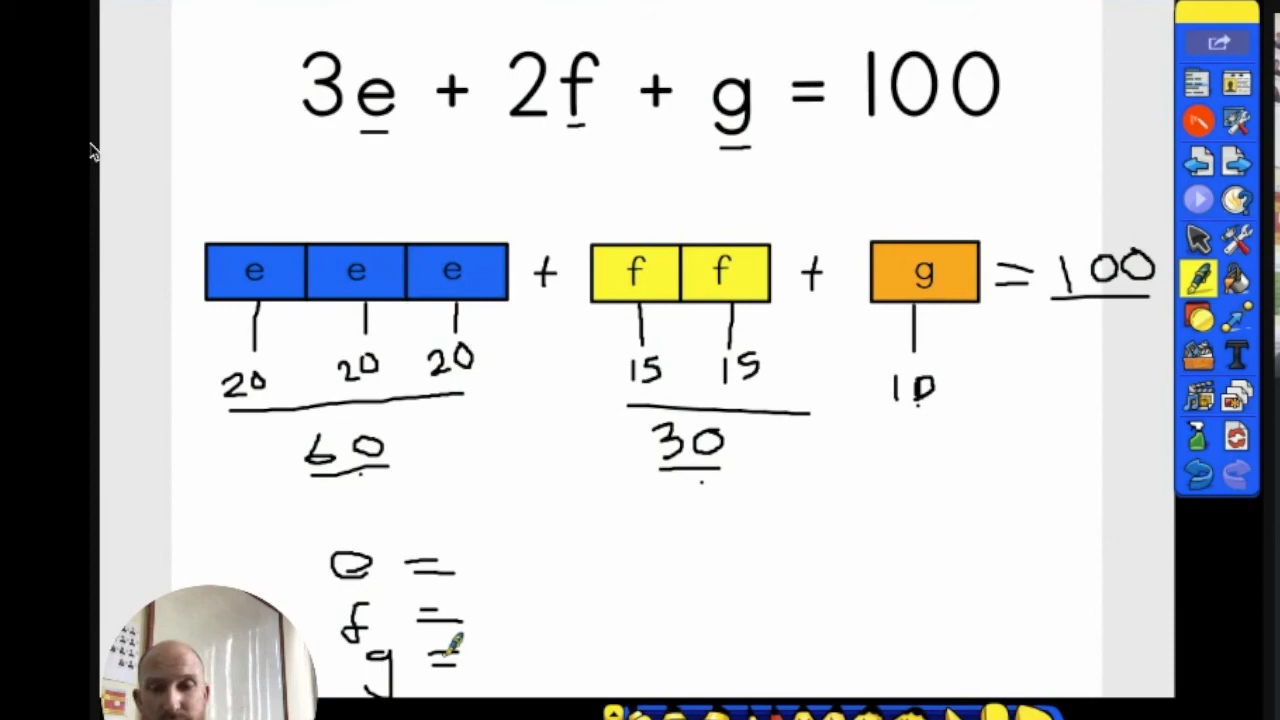 3e + 2f + g = 100
e e e + f f + g = 100
20 20 20 15 15 10
60 30
e =
f =
g =